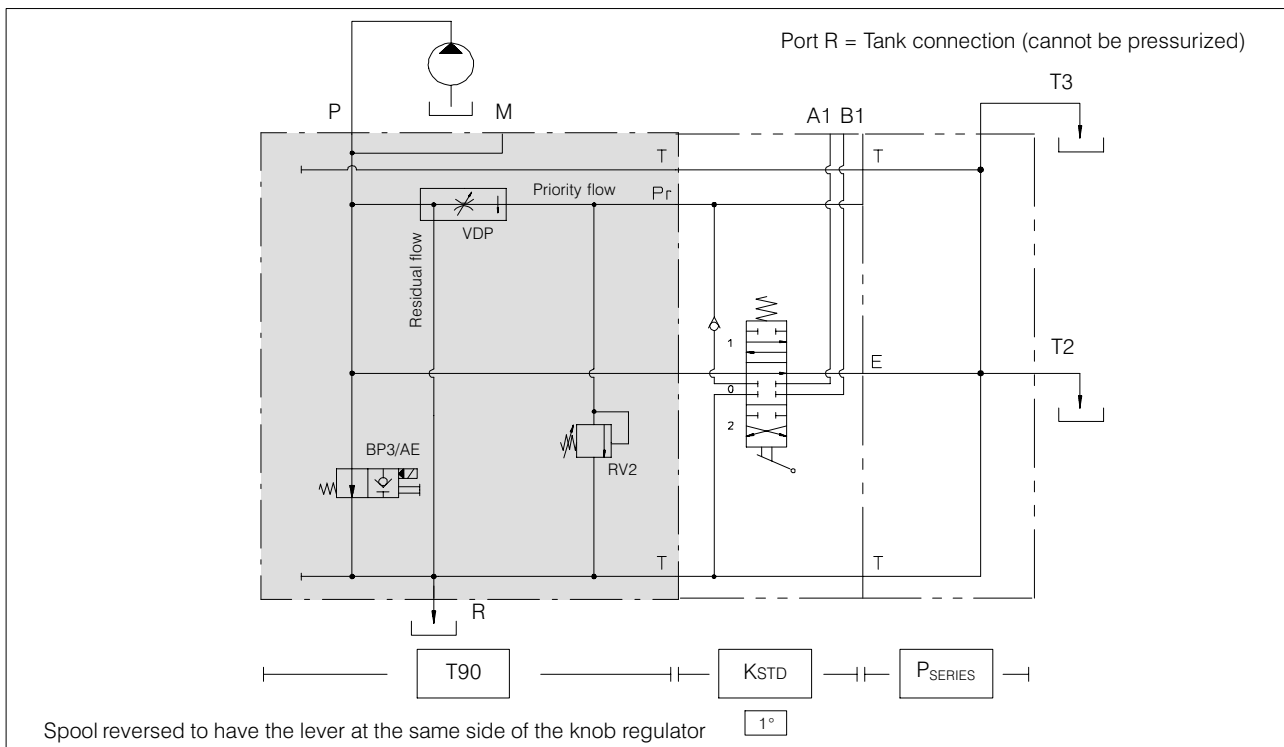 Port R = Tank connection (cannot be pressurized)
T3
P
M
A1 B1
T
T
Priority flow
Pr
VDP
Residual flow
1
E
T2
0
2
BP3/AE
RV2
T
T
R
T90
KSTD
PSERIES
1°
Spool reversed to have the lever at the same side of the knob regulator